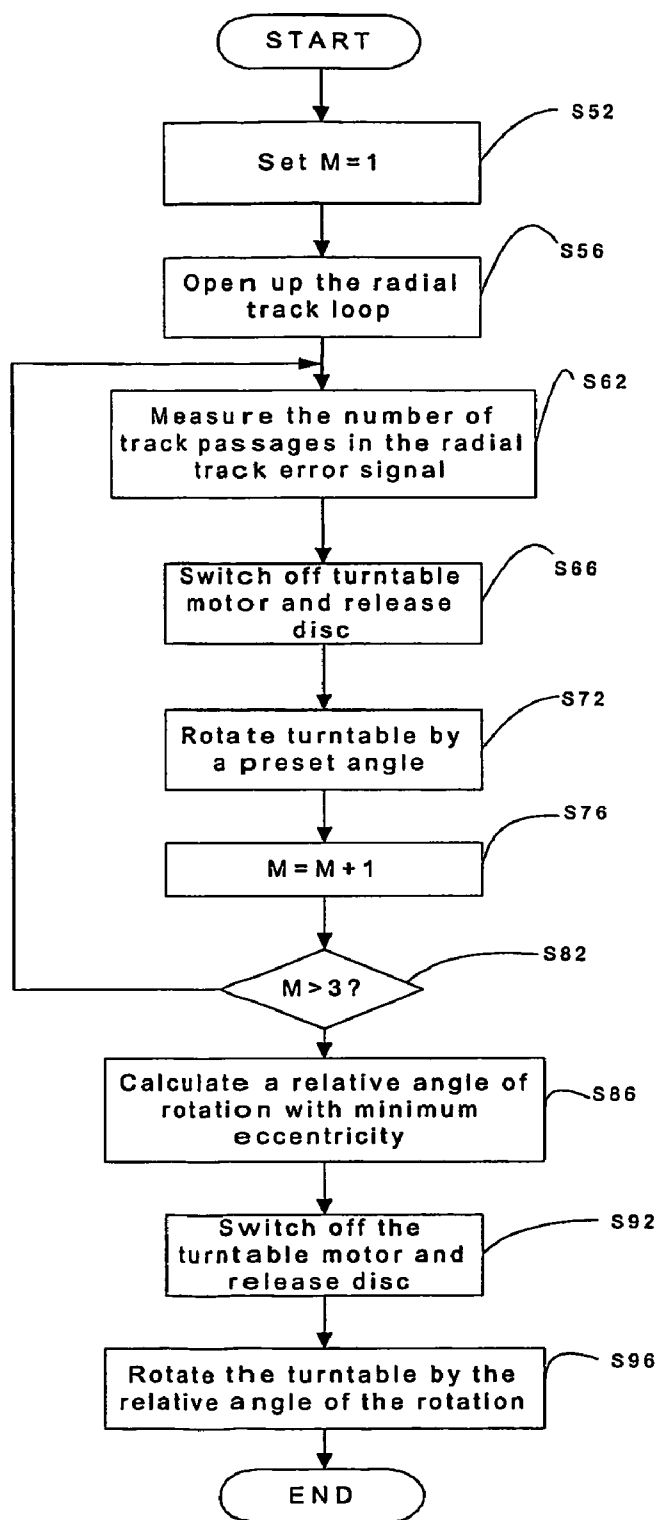 START
S52
Set M=1
S56
Open up the radial
track loop
S62
Measure the number of
track passages in the radial
track error signal
S66
Switch off turntable
motor and release
disc
S72
Rotate turntable by
a preset angle
S76
M=M+1
S82
M>3?
Calculate a relative angle of
rotation with minimum
eccentricity
S86
Switch off the
turntable motor and
release disc
S92
Rotate the turntable by the
relative angle of the rotation
S96
END